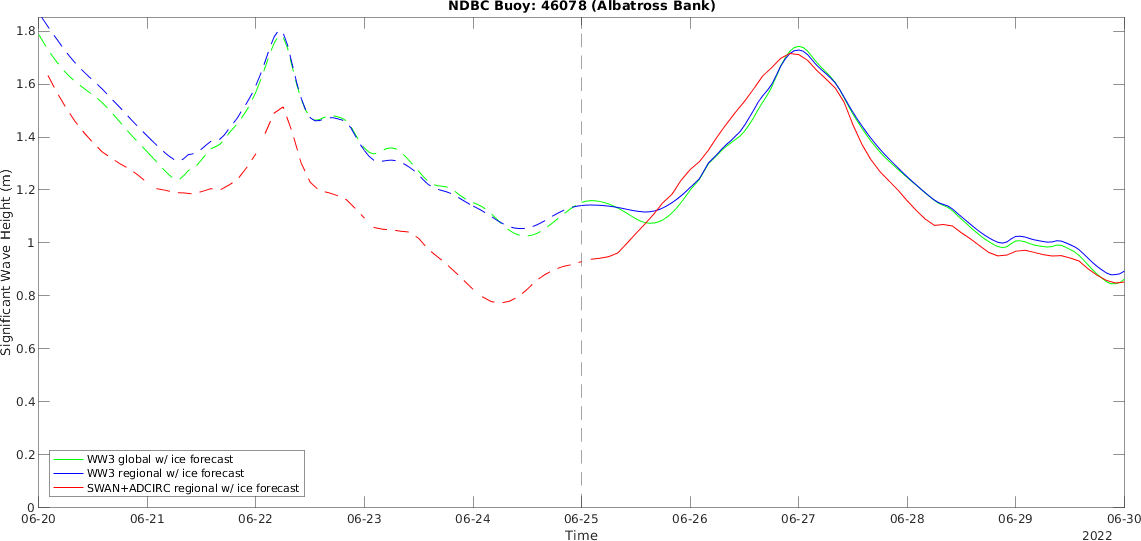 NDBC Buoy: 46078 (Albatross Bank)
Significant Wave Height (m)
1.8
1.6
1.4
1.2
1
0.8
0.6
0.4
0.2
0
WW3 global w/ ice forecast
WW3 regional w/ ice forecast
SWAN+ADCIRC regional w/ ice forecast
06-20 06-21 06-22 06-23 06-24 06-25 06-26 06-27 06-28 06-29 06-30
Time
2022